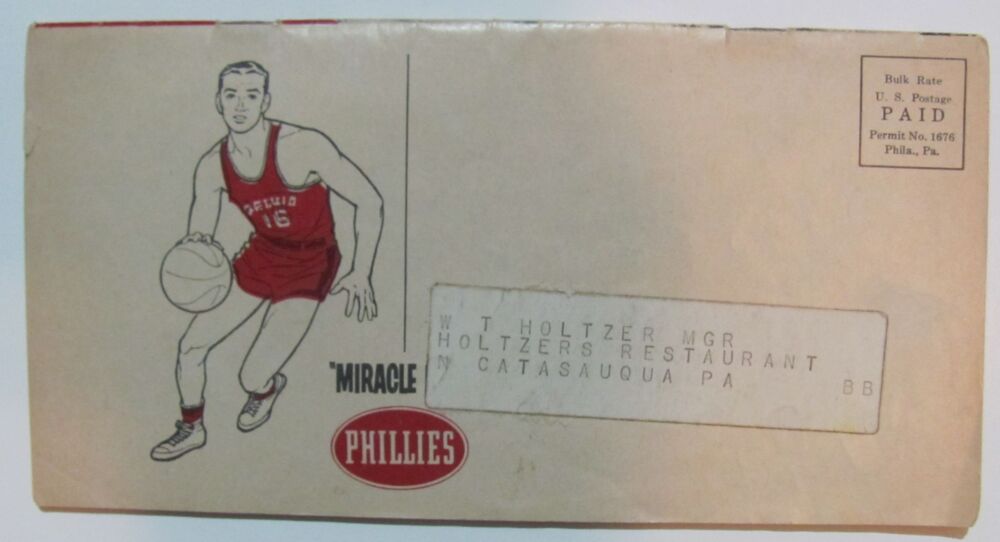 Bulk Rate
U. S. Postage
PAID
Permit No. 1676
Phila., Pa.
16
W T HOLTZER MGR
HOLTZERS RESTAURANT
N CATASAUQUA PA BB
"MIRACLE
PHILLIES